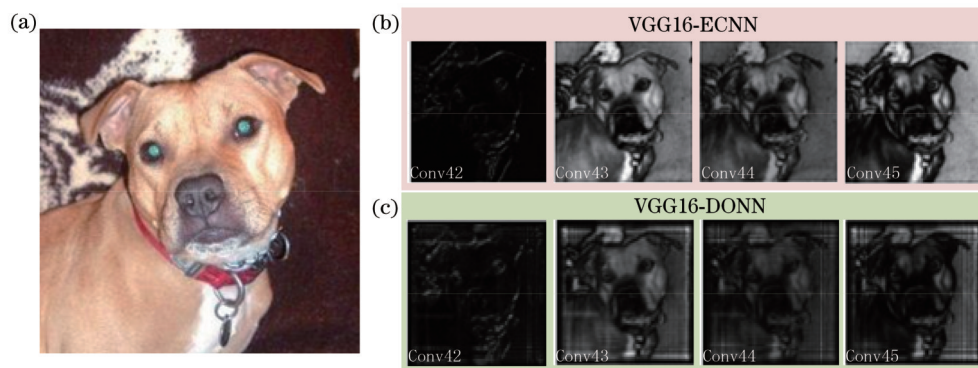 (a)
(b)
VGG16-ECNN
Conv42
Conv43
Conv44
Conv45
(c)
VGG16-DONN
Conv42
Conv43
Conv44
Conv45